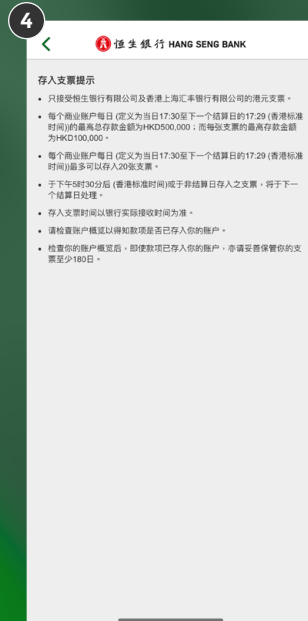 4
恒生銀行 HANG SENG BANK
存入支票提示
• 只接受恒生银行有限公司及香港上海汇丰银行有限公司的港元支票。
• 每个商业账户每日 (定义为当日17:30至下一个结算日的17:29 (香港标准
时间))的最高总存款金额为HKD500,000；而每张支票的最高存款金额
为HKD100,000。
• 每个商业账户每日 (定义为当日17:30至下一个结算日的17:29 (香港标准
时间))最多可以存入20张支票。
• 于下午5时30分后 (香港标准时间)或于非结算日存入之支票，将于下一
个结算日处理。
• 存入支票时间以银行实际接收时间为准。
• 请检查账户概览以得知款项是否已存入你的账户。
• 检查你的账户概览后，即使款项已存入你的账户，亦请妥善保管你的支
票至少180日。